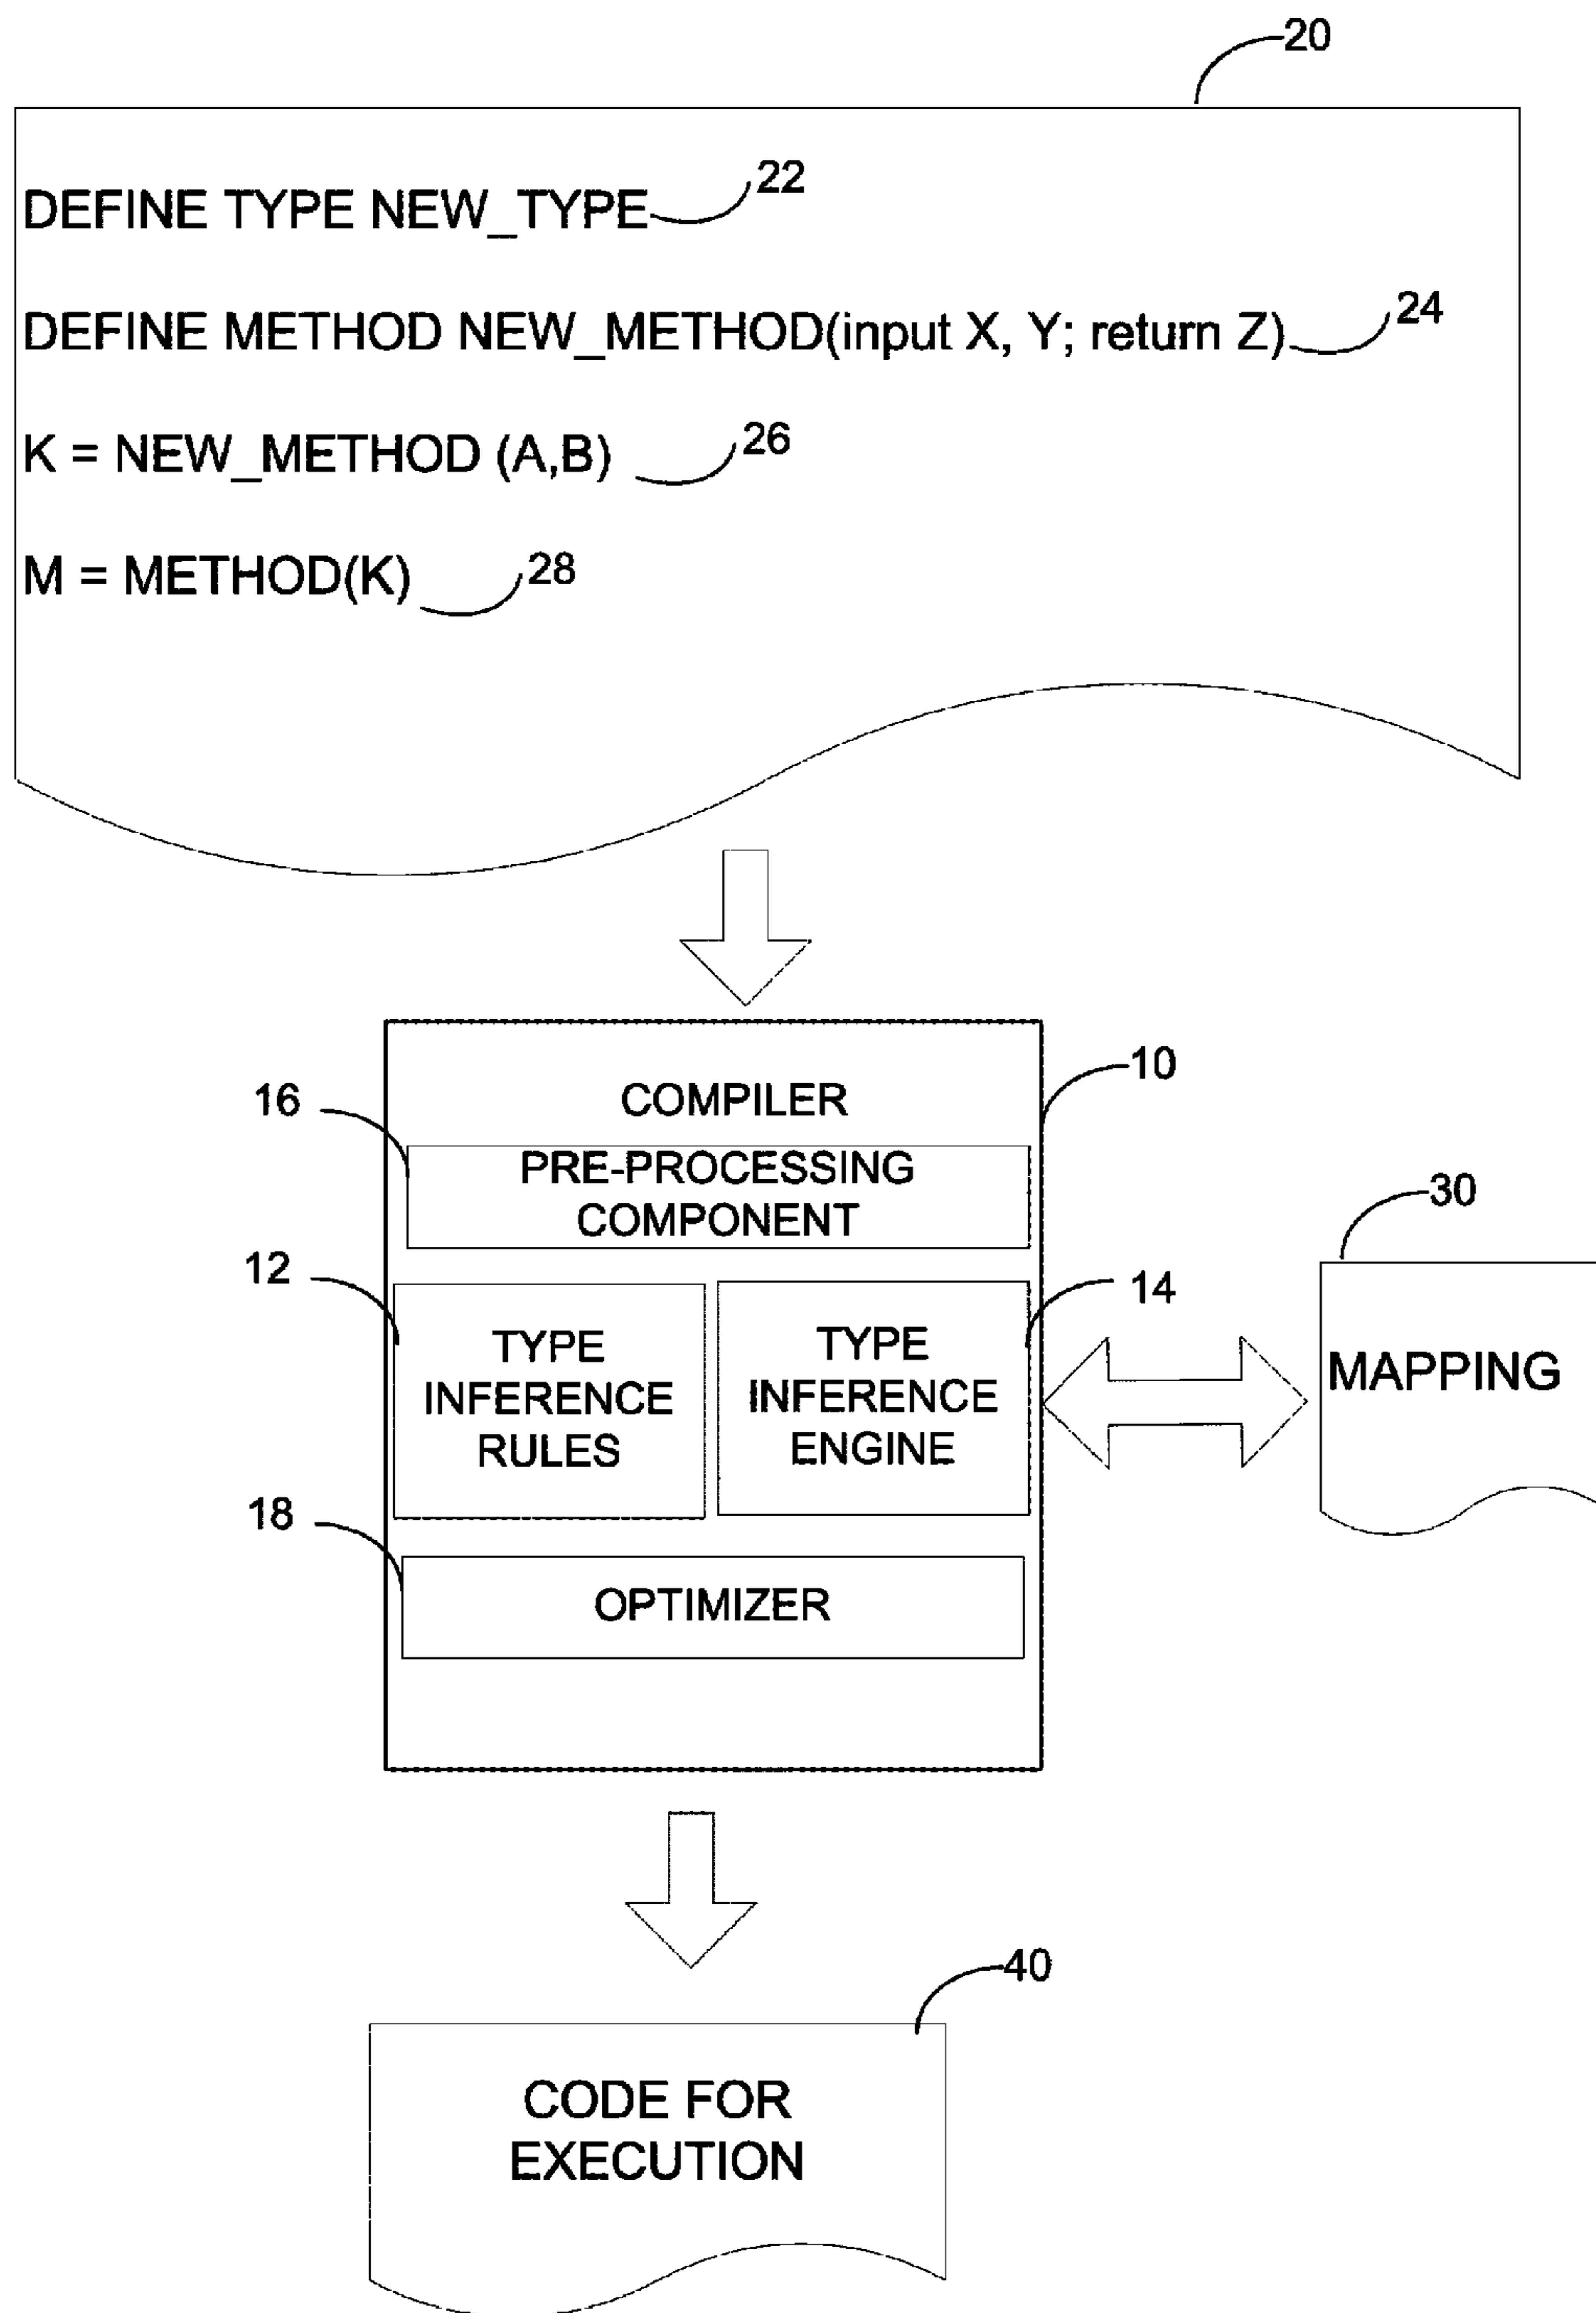 20
DEFINE TYPE NEW_TYPE 22
DEFINE METHOD NEW_METHOD(input X, Y; return Z) 24
K = NEW_METHOD (A,B) 26
M = METHOD(K) 28
10
COMPILER
16
PRE-PROCESSING
COMPONENT
30
12
14
TYPE
INFERENCE
RULES
TYPE
INFERENCE
ENGINE
MAPPING
18
OPTIMIZER
40
CODE FOR
EXECUTION